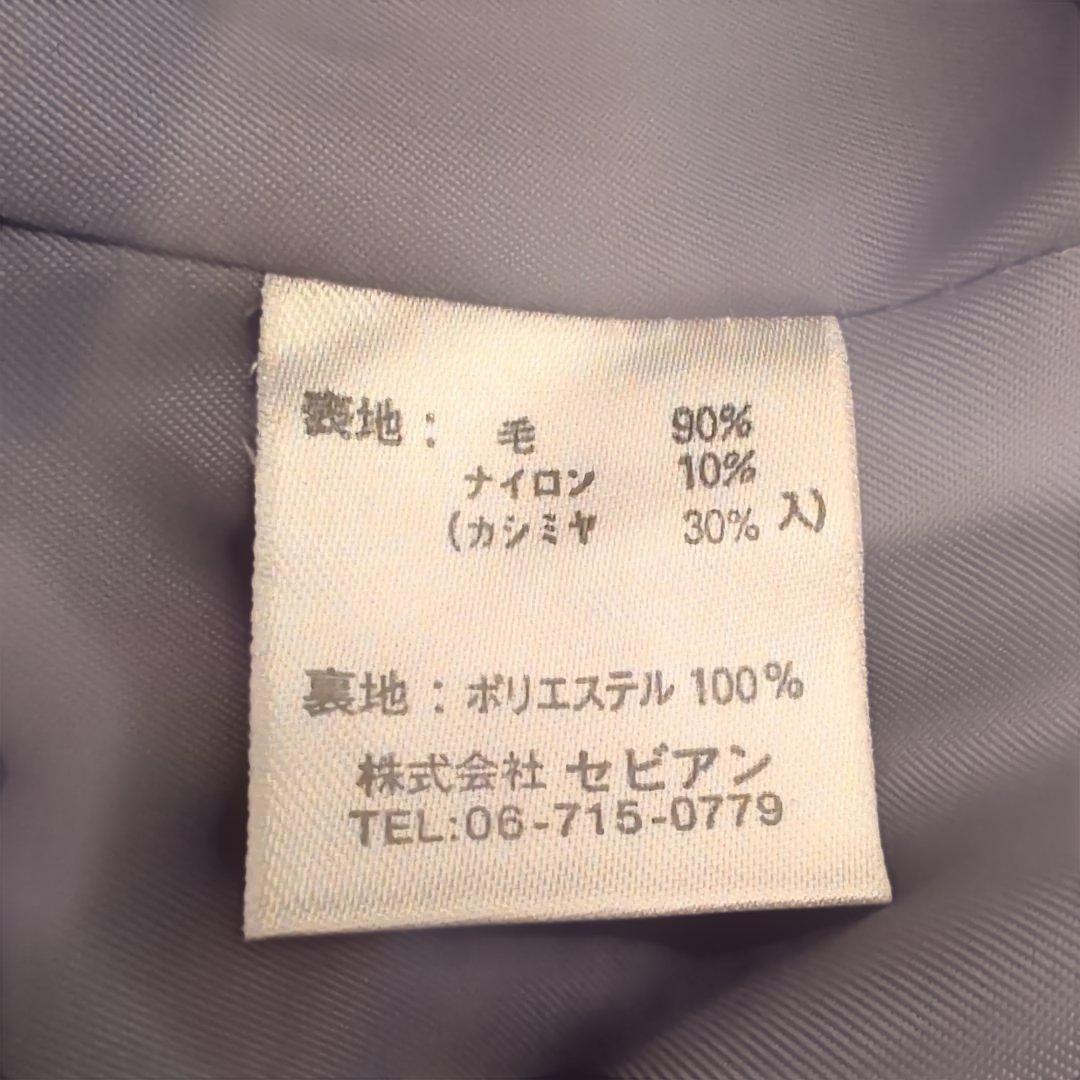 表地： 毛 90%
ナイロン 10%
(カシミヤ 30% 入)
裏地：ポリエステル 100%
株式会社 セビアン
TEL:06-715-0779